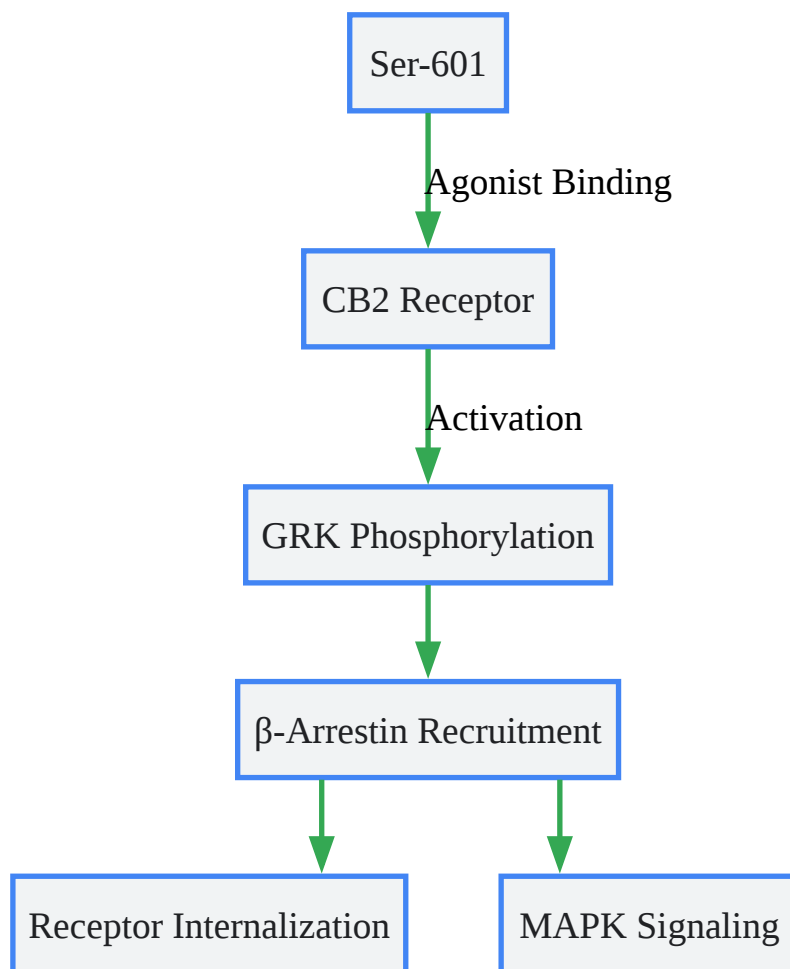 Ser-601
Agonist Binding
CB2 Receptor
Activation
GRK Phosphorylation
β-Arrestin Recruitment
Receptor Internalization
MAPK Signaling